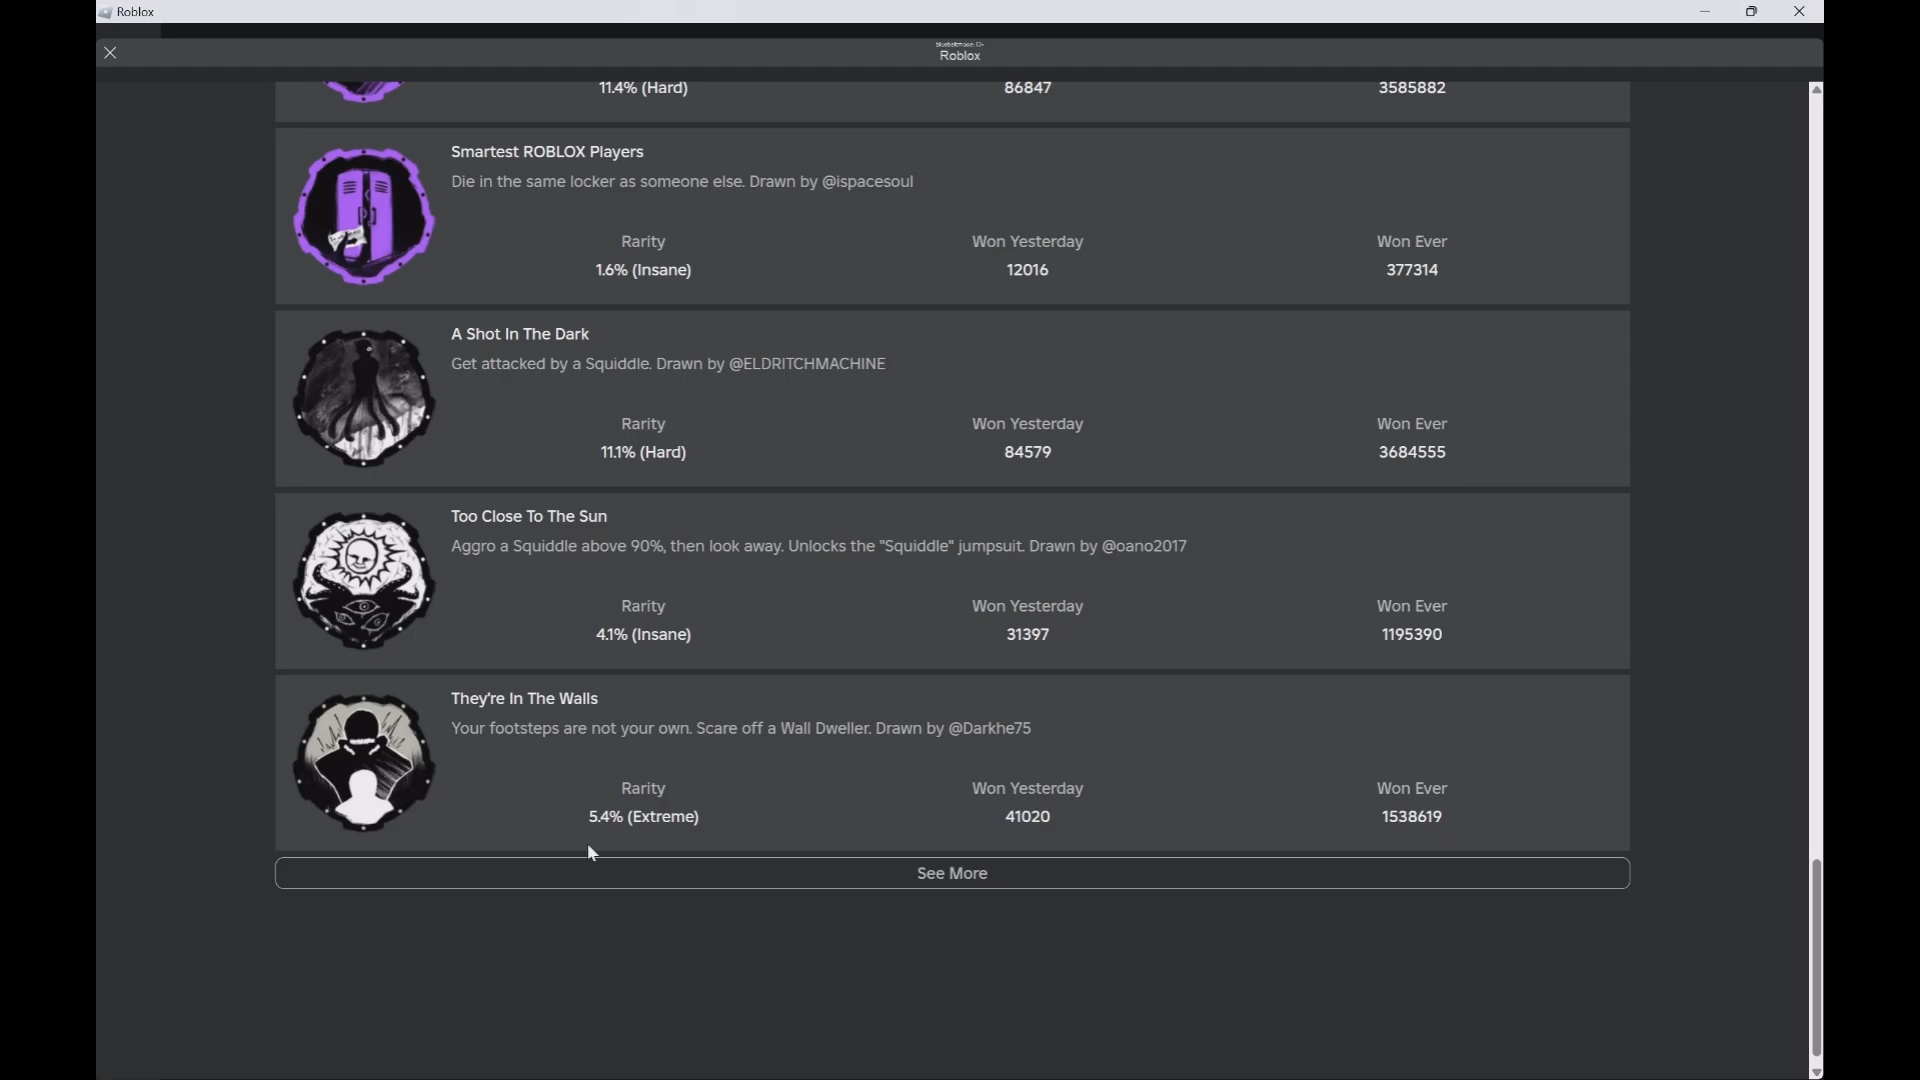 Roblox
Roblox
11.4% (Hard) 86847 3585882
Smartest ROBLOX Players
Die in the same locker as someone else. Drawn by @ispacesoul
Rarity Won Yesterday Won Ever
1.6% (Insane) 12016 377314
A Shot In The Dark
Get attacked by a Squiddle. Drawn by @ELDRITCHMACHINE
Rarity Won Yesterday Won Ever
11.1% (Hard) 84579 3684555
Too Close To The Sun
Aggro a Squiddle above 90%, then look away. Unlocks the "Squiddle" jumpsuit. Drawn by @oano2017
Rarity Won Yesterday Won Ever
4.1% (Insane) 31397 1195390
They're In The Walls
Your footsteps are not your own. Scare off a Wall Dweller. Drawn by @Darkhe75
Rarity Won Yesterday Won Ever
5.4% (Extreme) 41020 1538619
See More